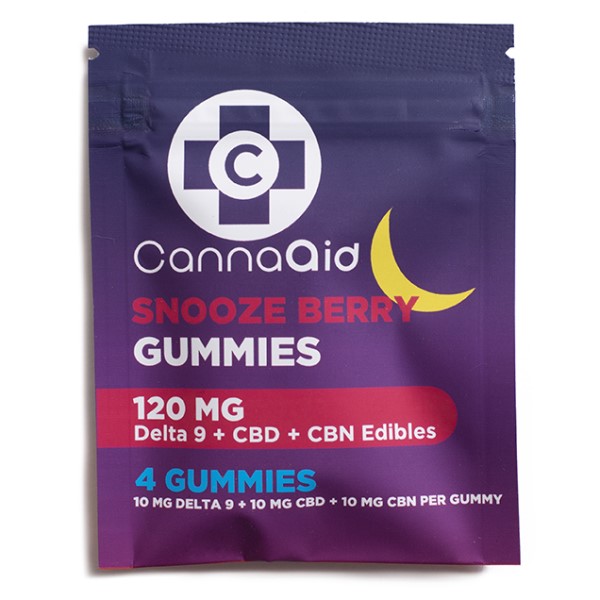 C
CannaAid
SNOOZE BERRY
GUMMIES
120 MG
Delta 9 + CBD + CBN Edibles
4 GUMMIES
10 MG DELTA 9 + 10 MG CBD + 10 MG CBN PER GUMMY